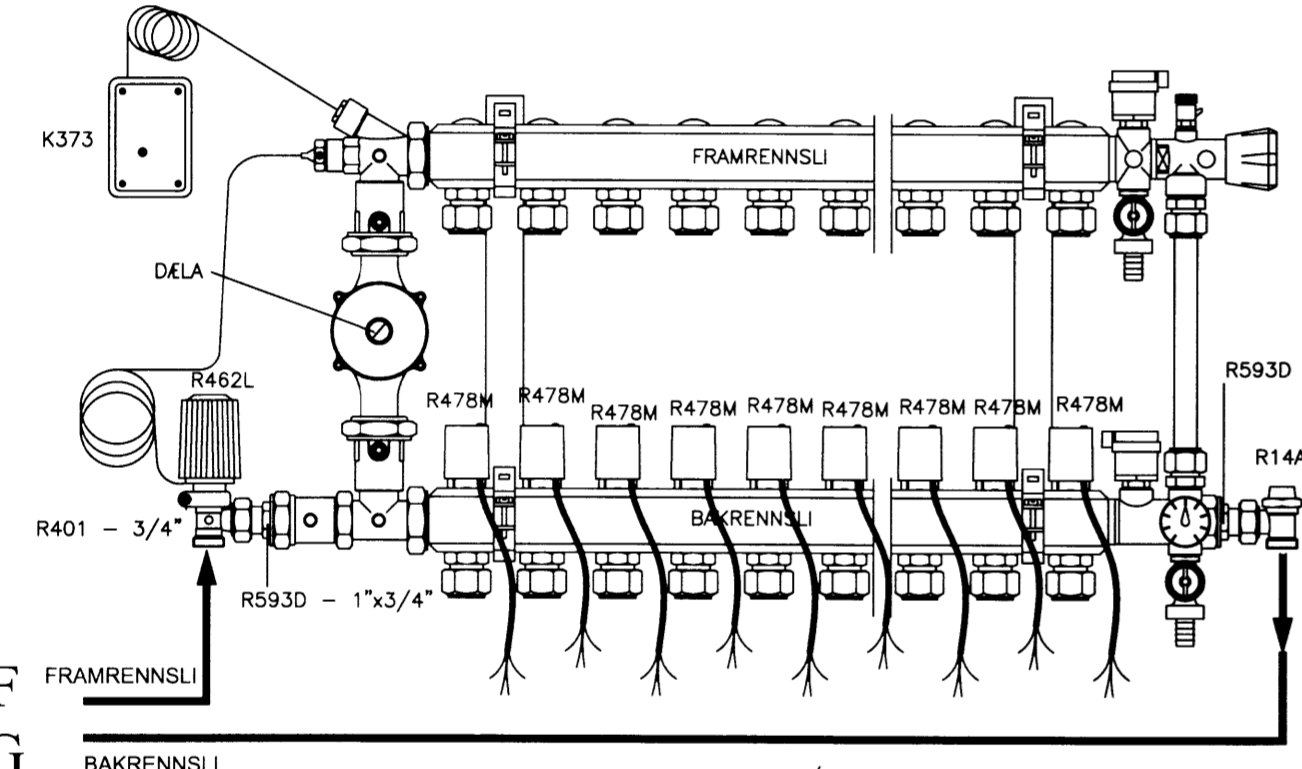 K373
FRAMRENNSLI
DÆLA
R462L
R593D
R478M R478M R478M R478M R478M R478M R478M R478M R478M
R14A
R401 - 3/4"
BAKRENNSLI
R593D - 1"x3/4"
F FRAMRENNSLI
BAKRENNSLI